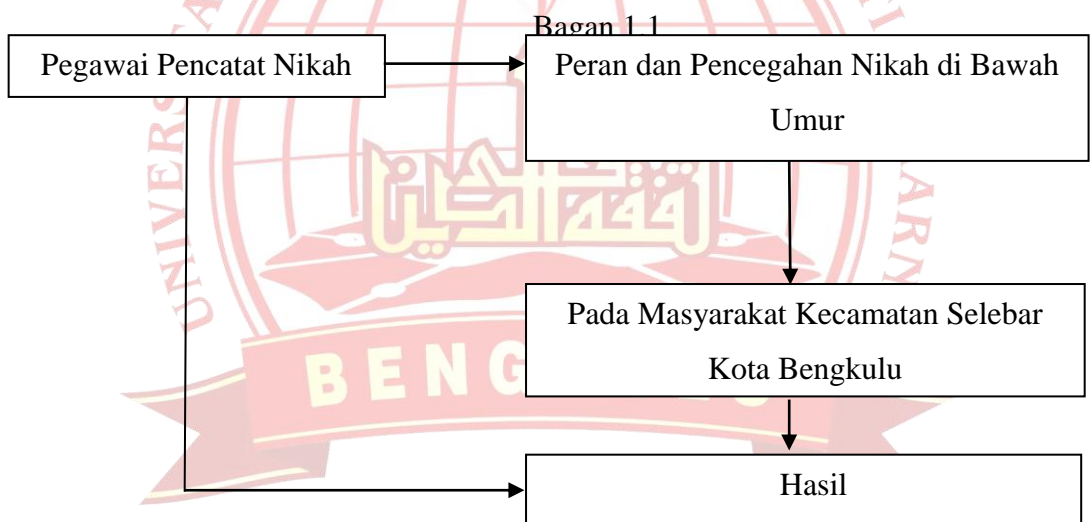 Bagan 1.1
Pegawai Pencatat Nikah
Peran dan Pencegahan Nikah di Bawah
Umur
Pada Masyarakat Kecamatan Selebar
Kota Bengkulu
Hasil